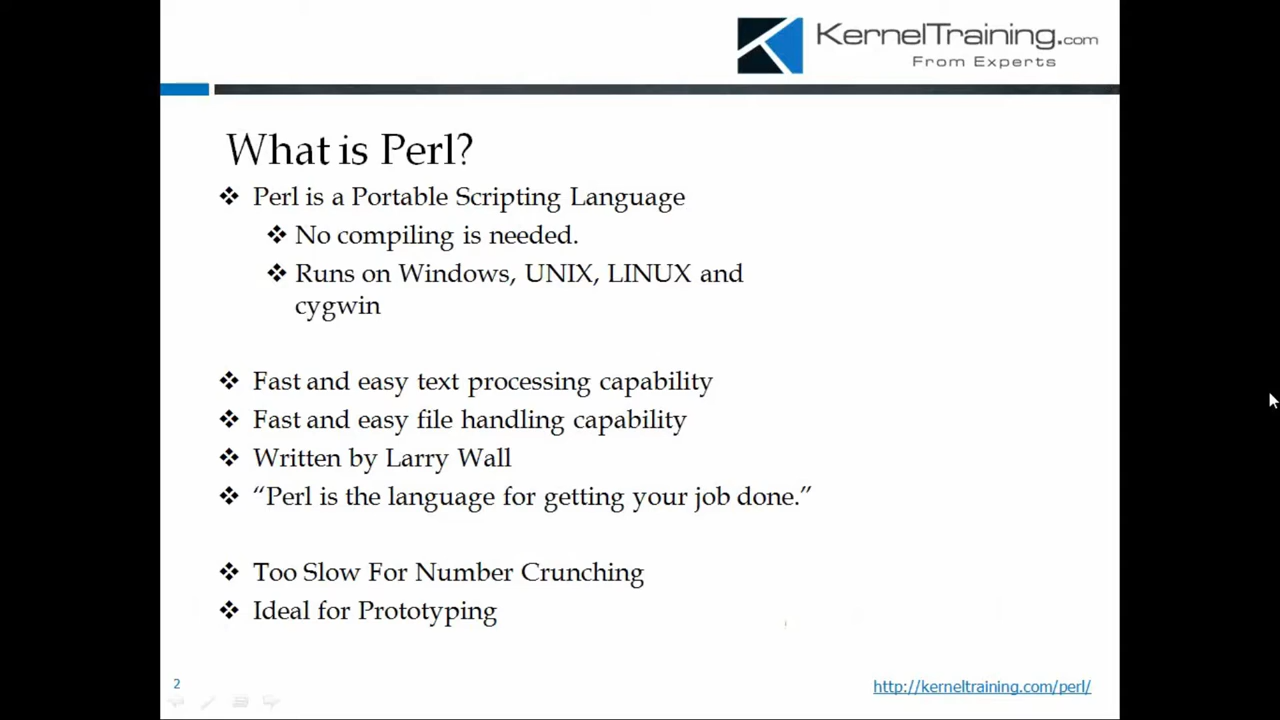 KernelTraining.com
From Experts
What is Perl?
❖ Perl is a Portable Scripting Language
❖ No compiling is needed.
❖ Runs on Windows, UNIX, LINUX and
cygwin
❖ Fast and easy text processing capability
❖ Fast and easy file handling capability
❖ Written by Larry Wall
❖ “Perl is the language for getting your job done.”
❖ Too Slow For Number Crunching
❖ Ideal for Prototyping
2
http://kerneltraining.com/perl/